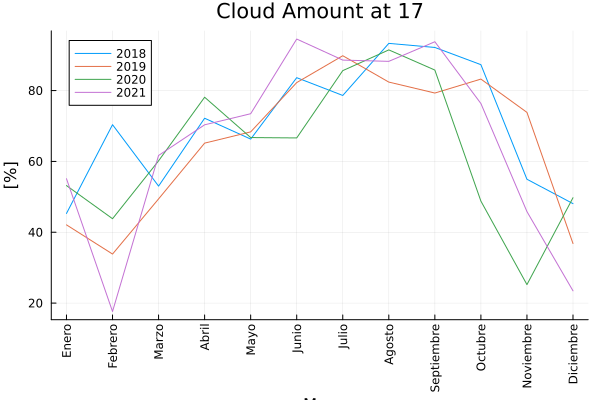 Cloud Amount at 17
2018
2019
2020
2021
[%]
80
60
40
20
Enero
Febrero
Marzo
Abril
Mayo
Junio
Julio
Agosto
Septiembre
Octubre
Noviembre
Diciembre